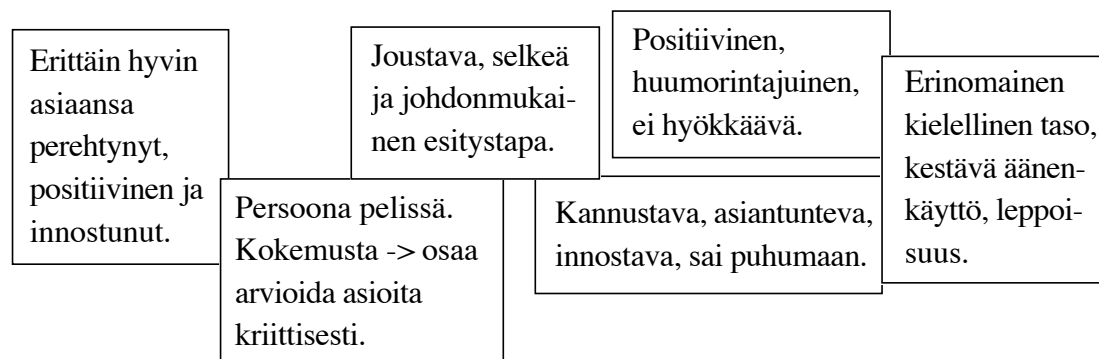 Erittäin hyvin
asiaansa
perehtynyt,
positiivinen ja
innostunut.
Persoona pelissä.
Kokemusta -> osaa
arvioida asioita
kriittisesti.
Joustava, selkeä
ja johdonmukai-
nen esitystapa.
Positiivinen,
huumorintajuinen,
ei hyökkäävä.
Kannustava, asiantunteva,
innostava, sai puhumaan.
Erinomainen
kielellinen taso,
kestävä äänen-
käyttö, leppoi-
suus.